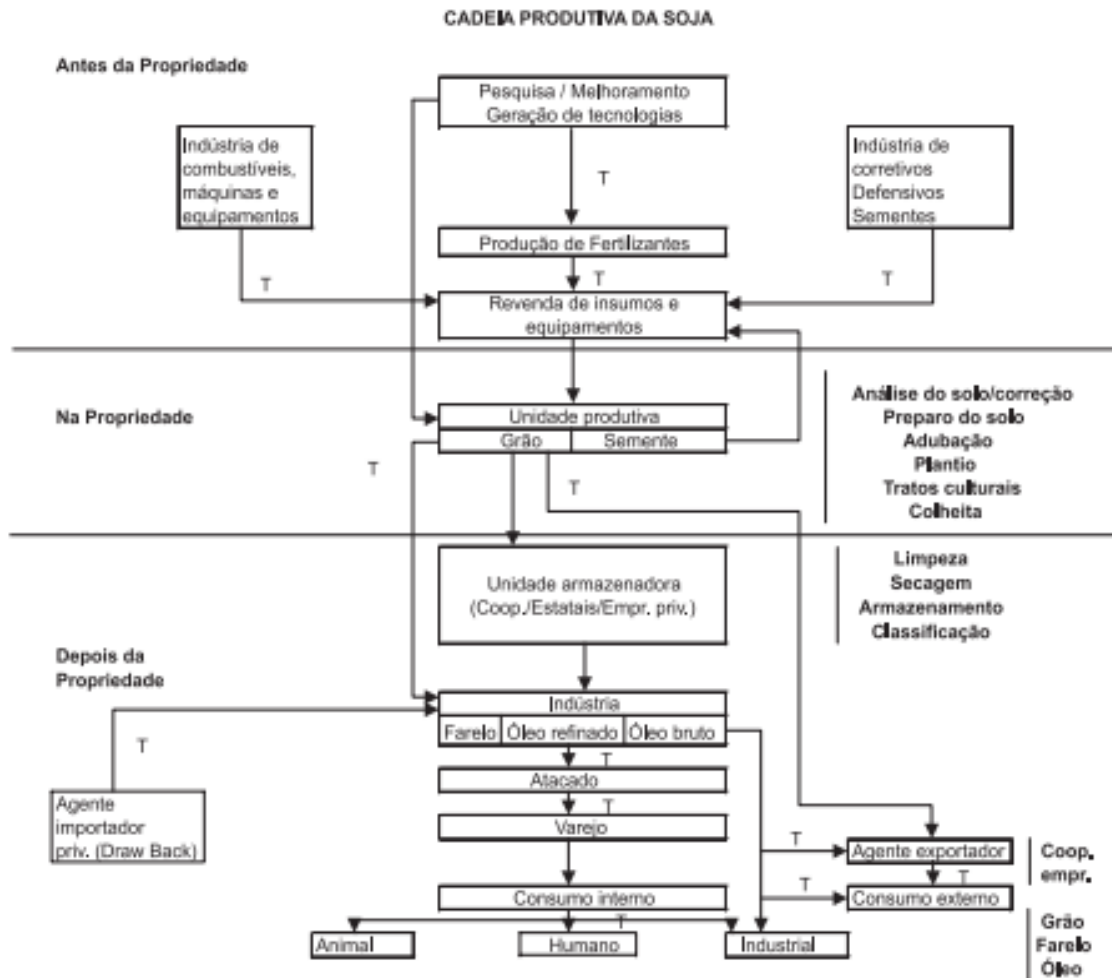 CADEIA PRODUTIVA DA SOJA
Antes da Propriedade
Pesquisa / Melhoramento
Geração de tecnologias
Indústria de
combustíveis,
máquinas e
equipamentos
Indústria de
corretivos
Defensivos
Sementes
T
Produção de Fertilizantes
T
T
T
Revenda de insumos e
equipamentos
Na Propriedade
Unidade produtiva
Grão
Semente
T
T
Análise do solo/correção
Preparo do solo
Adubação
Plantio
Tratos culturais
Colheita
Unidade armazenadora
(Coop./Estatais/Empr. priv.)
Limpeza
Secagem
Armazenamento
Classificação
Depois da
Propriedade
Indústria
Farelo
Óleo refinado
Óleo bruto
T
T
Atacado
T
Varejo
Agente
importador
priv. (Draw Back)
T
Agente exportador
Coop.
empr.
T
T
Consumo interno
Consumo externo
T
Animal
Humano
Industrial
Grão
Farelo
Óleo